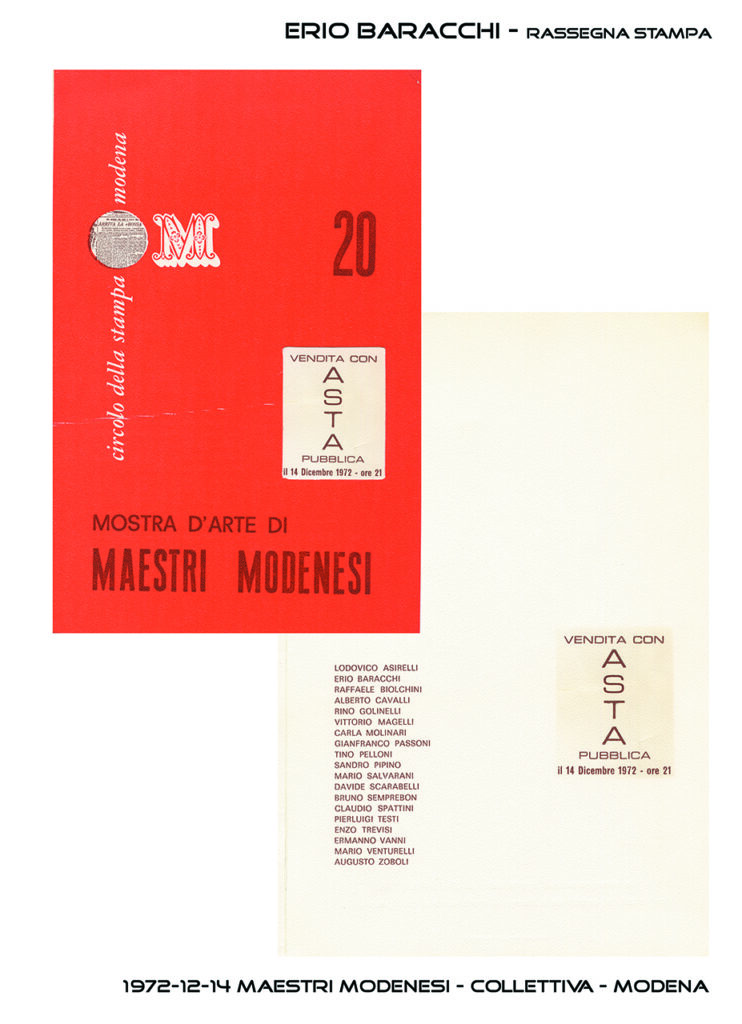 ERIO BARACCHI - RASSEGNA STAMPA
circolo della stampa modena
ARRIVA LA
M
20
VENDITA CON
A
S
T
A
PUBBLICA
il 14 Dicembre 1972 - ore 21
MOSTRA D'ARTE DI
MAESTRI MODENESI
LODOVICO ASIRELLI
ERIO BARACCHI
RAFFAELE BIOLCHINI
ALBERTO CAVALLI
RINO GOLINELLI
VITTORIO MAGELLI
CARLA MOLINARI
GIANFRANCO PASSONI
TINO PELLONI
SANDRO PIPINO
MARIO SALVARANI
DAVIDE SCARABELLI
BRUNO SEMPREBON
CLAUDIO SPATTINI
PIERLUIGI TESTI
ENZO TREVISI
ERMANNO VANNI
MARIO VENTURELLI
AUGUSTO ZOBOLI
VENDITA CON
A
S
T
A
PUBBLICA
il 14 Dicembre 1972 - ore 21
1972-12-14 MAESTRI MODENESI - COLLETTIVA - MODENA